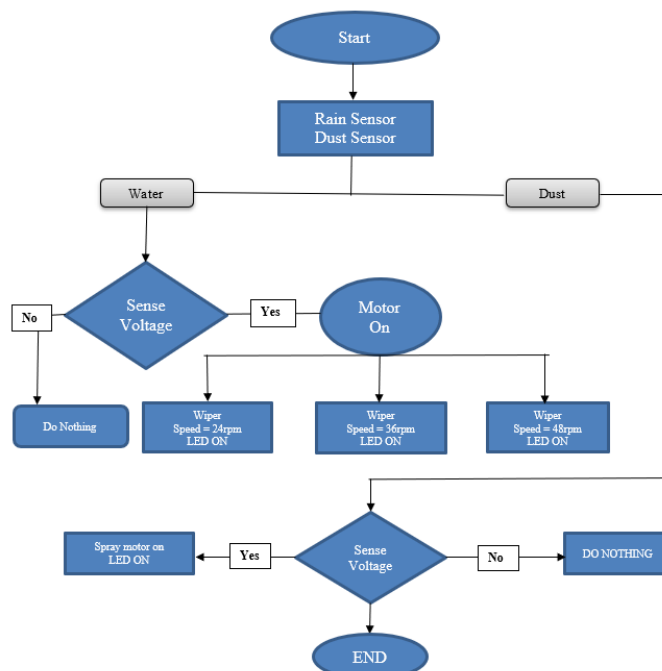 Start
Rain Sensor
Dust Sensor
Water
Dust
Sense
Voltage
No
Yes
Motor
On
Do Nothing
Wiper
Speed = 24rpm
LED ON
Wiper
Speed = 36rpm
LED ON
Wiper
Speed = 48rpm
LED ON
Spray motor on
LED ON
Yes
Sense
Voltage
No
DO NOTHING
END